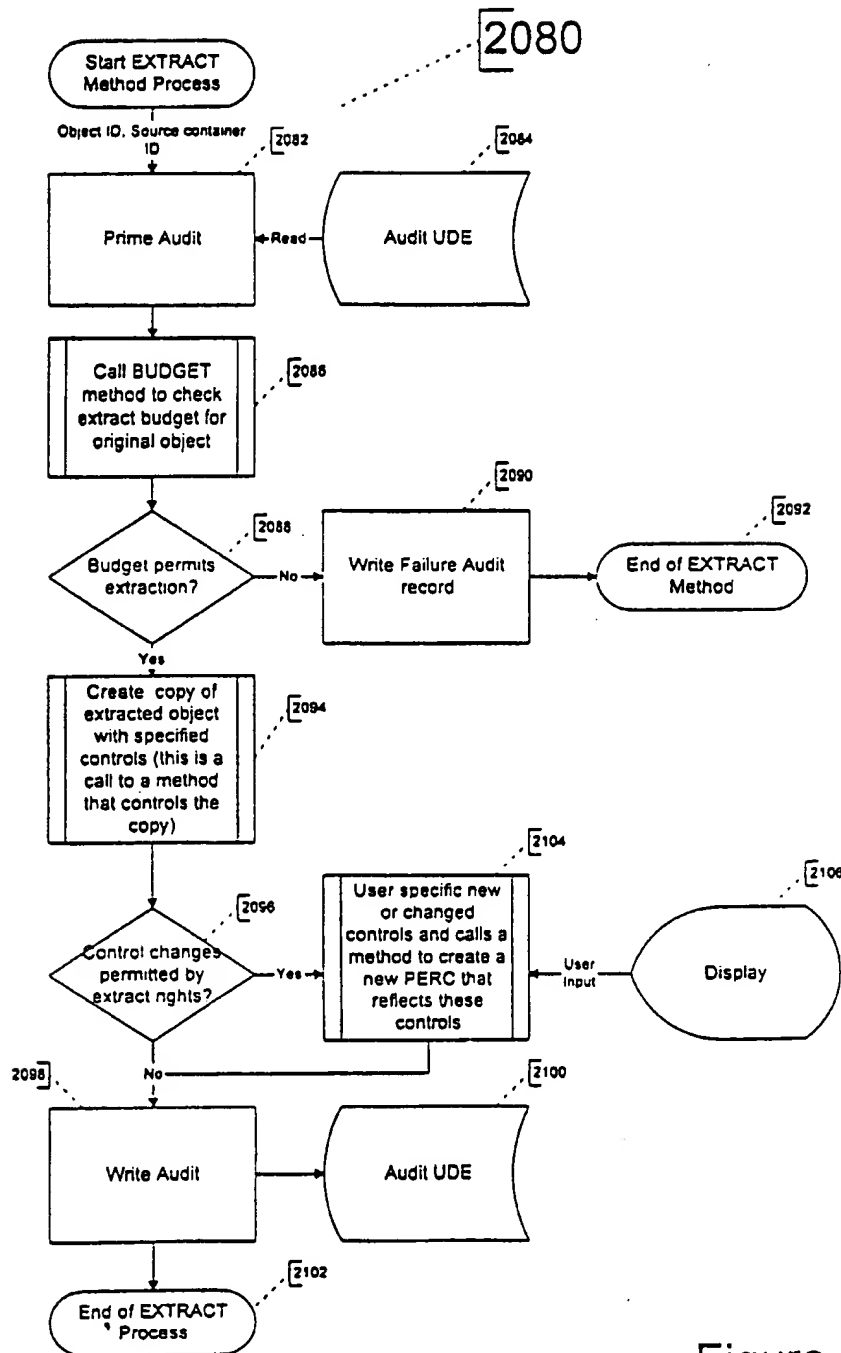 2080
Start EXTRACT
Method Process
Object ID, Source container
ID
2082
2084
Prime Audit
Read
Audit UDE
Call BUDGET
method to check
extract budget for
original object
2086
2088
Budget permits
extraction?
No
2090
Write Failure Audit
record
2092
End of EXTRACT
Method
Yes
Create copy of
extracted object
with specified
controls (this is a
call to a method
that controls the
copy)
2094
2096
Control changes
permitted by
extract rights?
Yes
2104
User specific new
or changed
controls and calls a
method to create a
new PERC that
reflects these
controls
User
Input
2106
Display
No
2098
Write Audit
2100
Audit UDE
2102
End of EXTRACT
Process